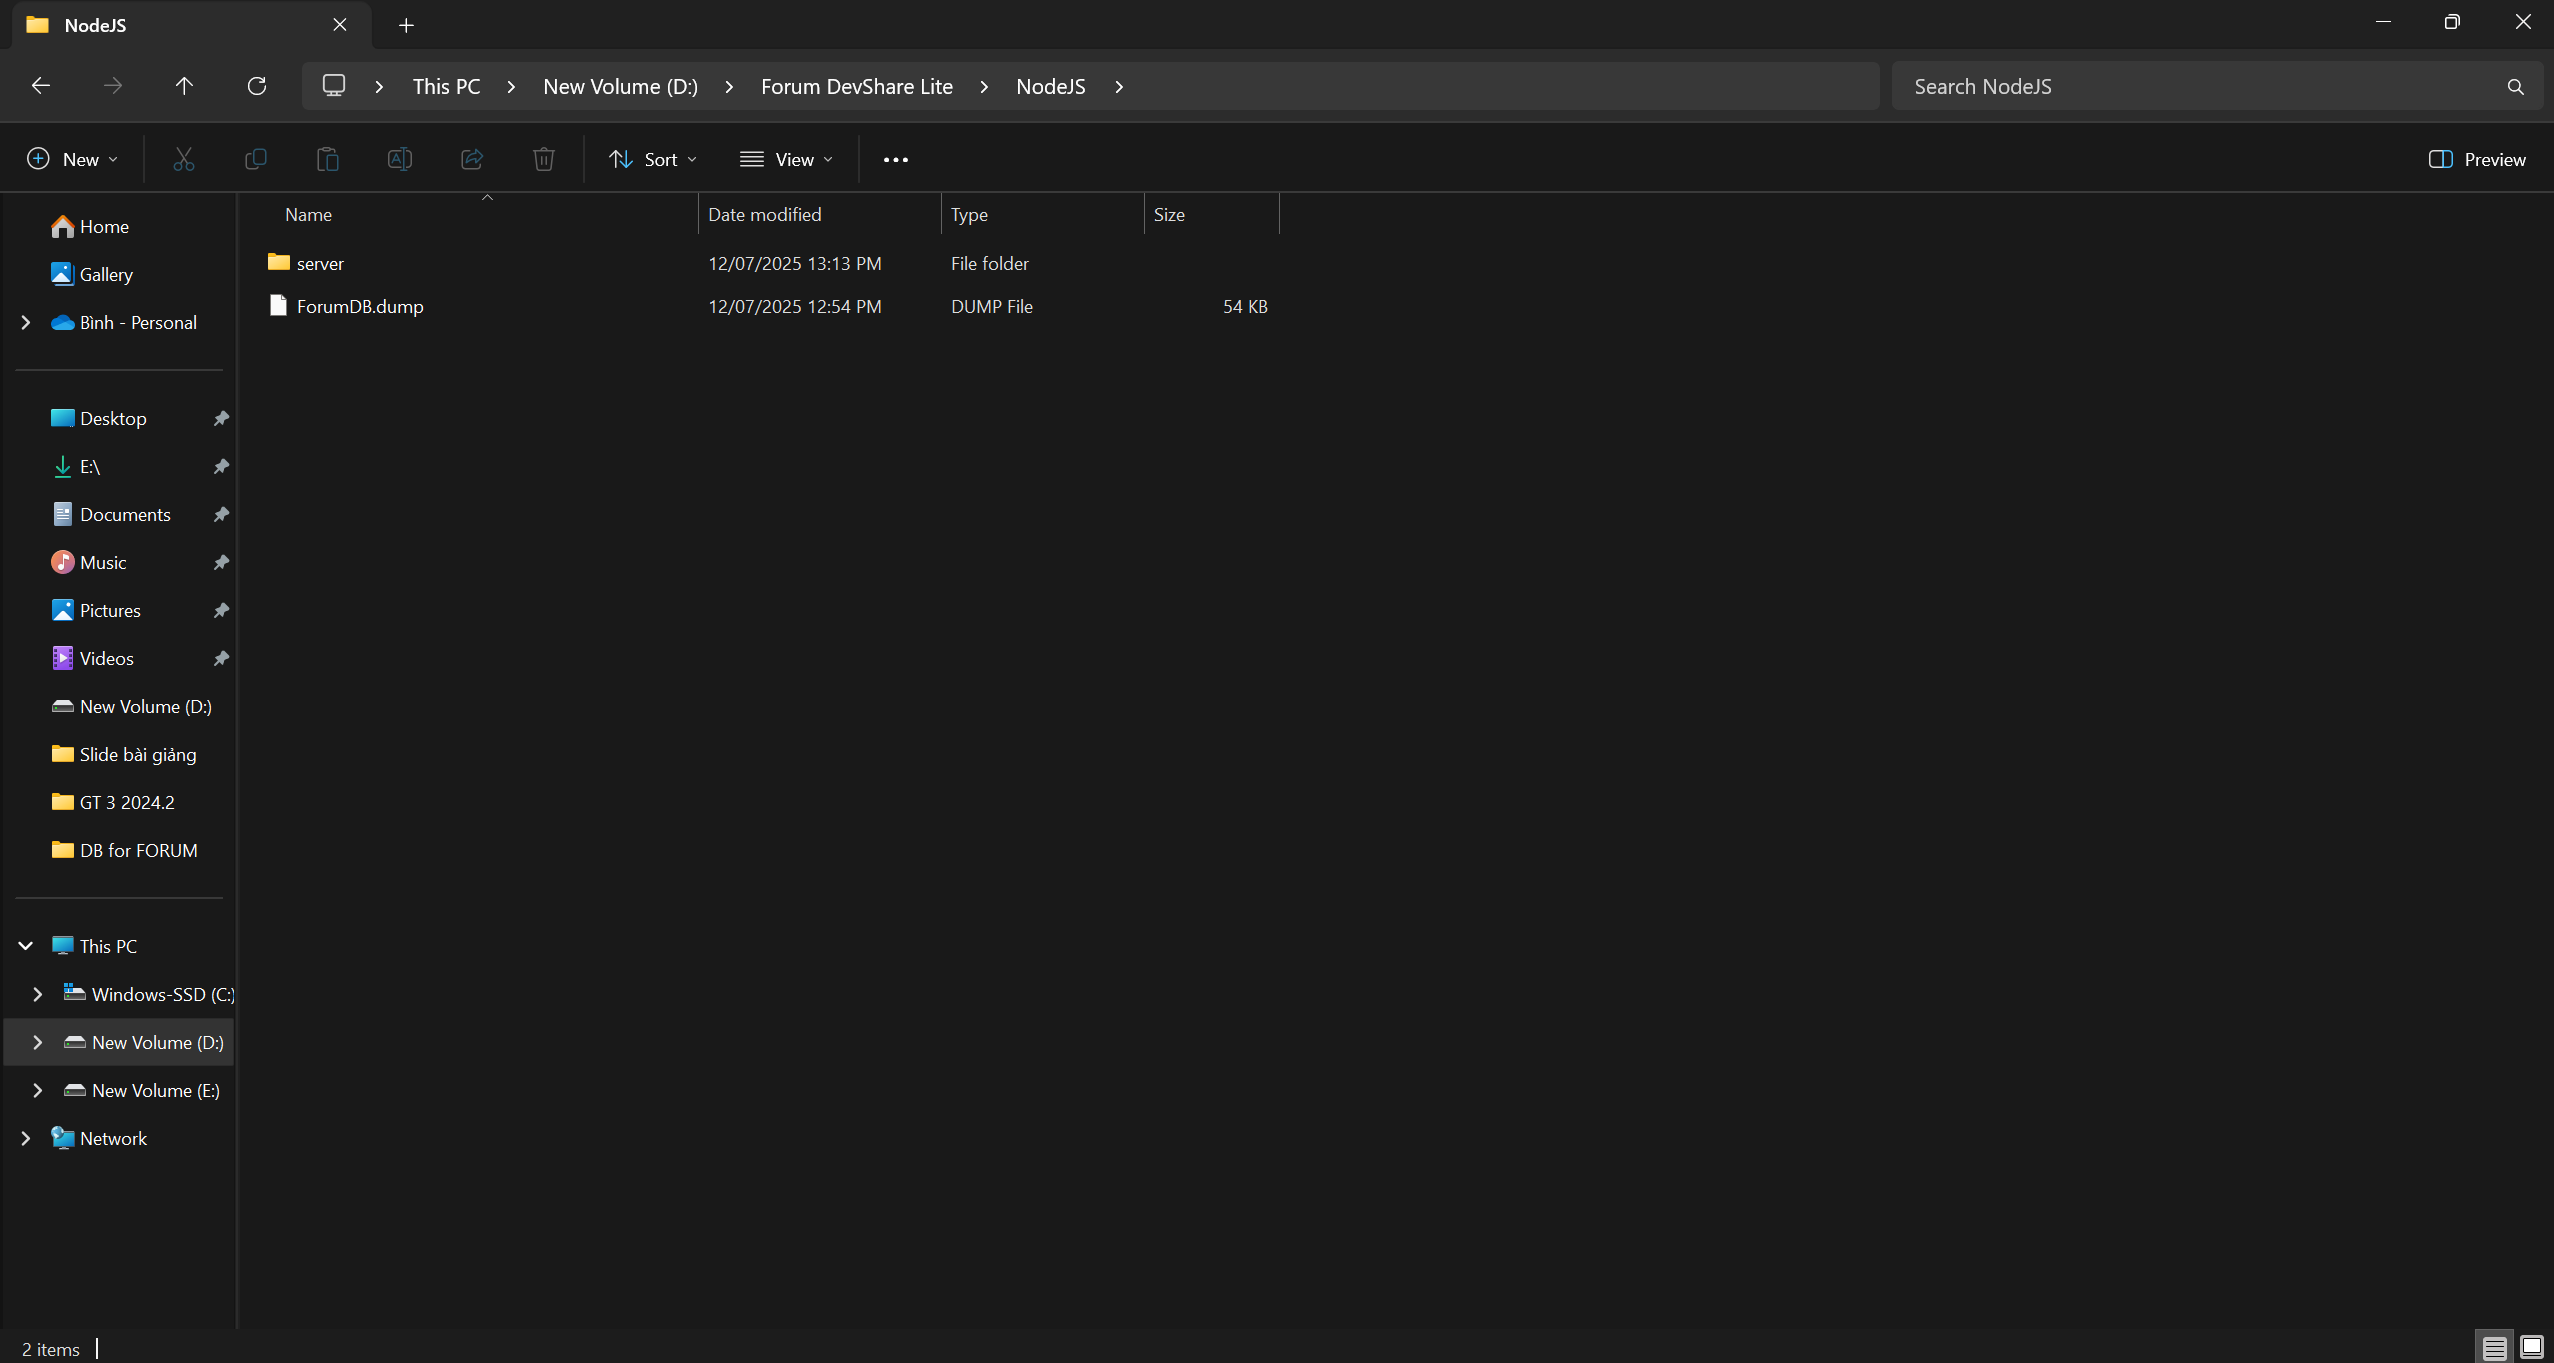 NodeJS
This PC > New Volume (D:) > Forum DevShare Lite > NodeJS >
Search NodeJS
New
Sort
View
Preview
Name
Date modified
Type
Size
server
12/07/2025 13:13 PM
File folder
ForumDB.dump
12/07/2025 12:54 PM
DUMP File
54 KB
Home
Gallery
Bình - Personal
Desktop
E:\
Documents
Music
Pictures
Videos
New Volume (D:)
Slide bài giảng
GT 3 2024.2
DB for FORUM
This PC
Windows-SSD (C:)
New Volume (D:)
New Volume (E:)
Network
2 items